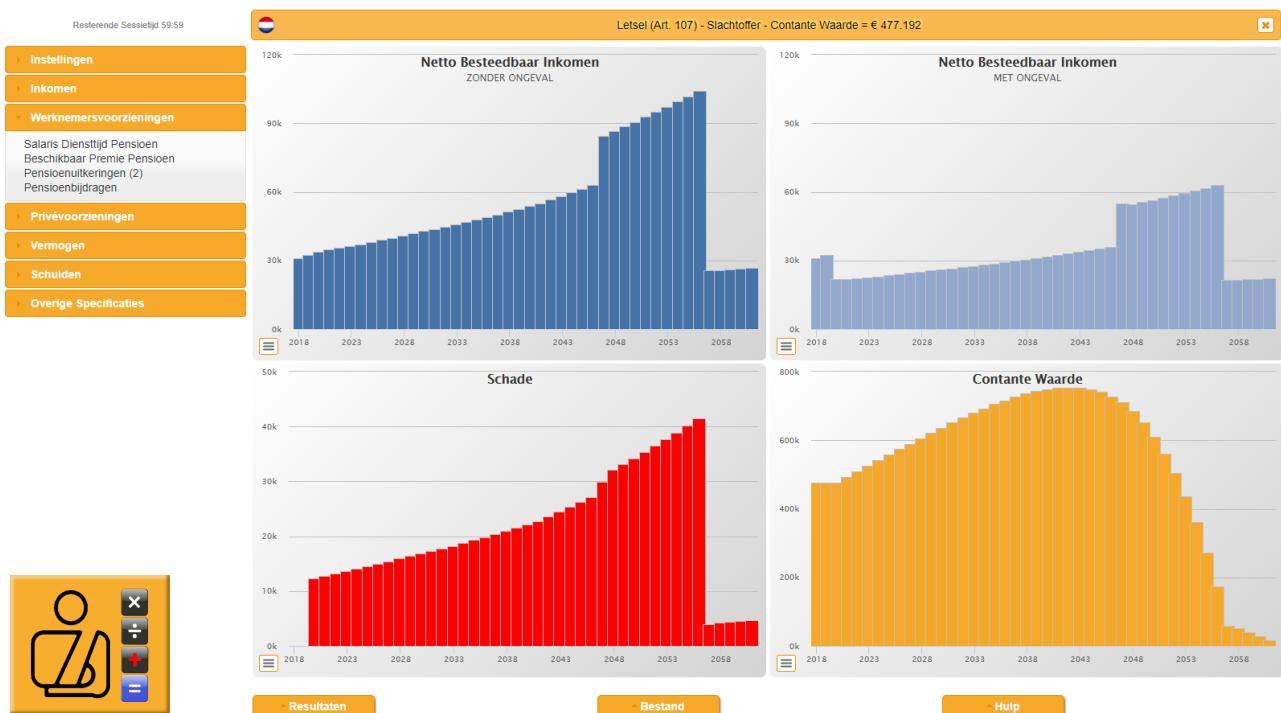 Resterende Sessietijd 59:59
Letsel (Art. 107) - Slachtoffer - Contante Waarde = € 477.192
Instellingen
Inkomen
Werknemersvoorzieningen
Salaris Diensttijd Pensioen
Beschikbaar Premie Pensioen
Pensioenuitkeringen (2)
Pensioenbijdragen
Privévoorzieningen
Vermogen
Schulden
Overige Specificaties
Netto Besteedbaar Inkomen
ZONDER ONGEVAL
120k
90k
60k
30k
0k
2018 2023 2028 2033 2038 2043 2048 2053 2058
Netto Besteedbaar Inkomen
MET ONGEVAL
120k
90k
60k
30k
0k
2018 2023 2028 2033 2038 2043 2048 2053 2058
Schade
50k
40k
30k
20k
10k
0k
2018 2023 2028 2033 2038 2043 2048 2053 2058
Contante Waarde
800k
600k
400k
200k
0k
2018 2023 2028 2033 2038 2043 2048 2053 2058
Resultaten
Bestand
Hulp